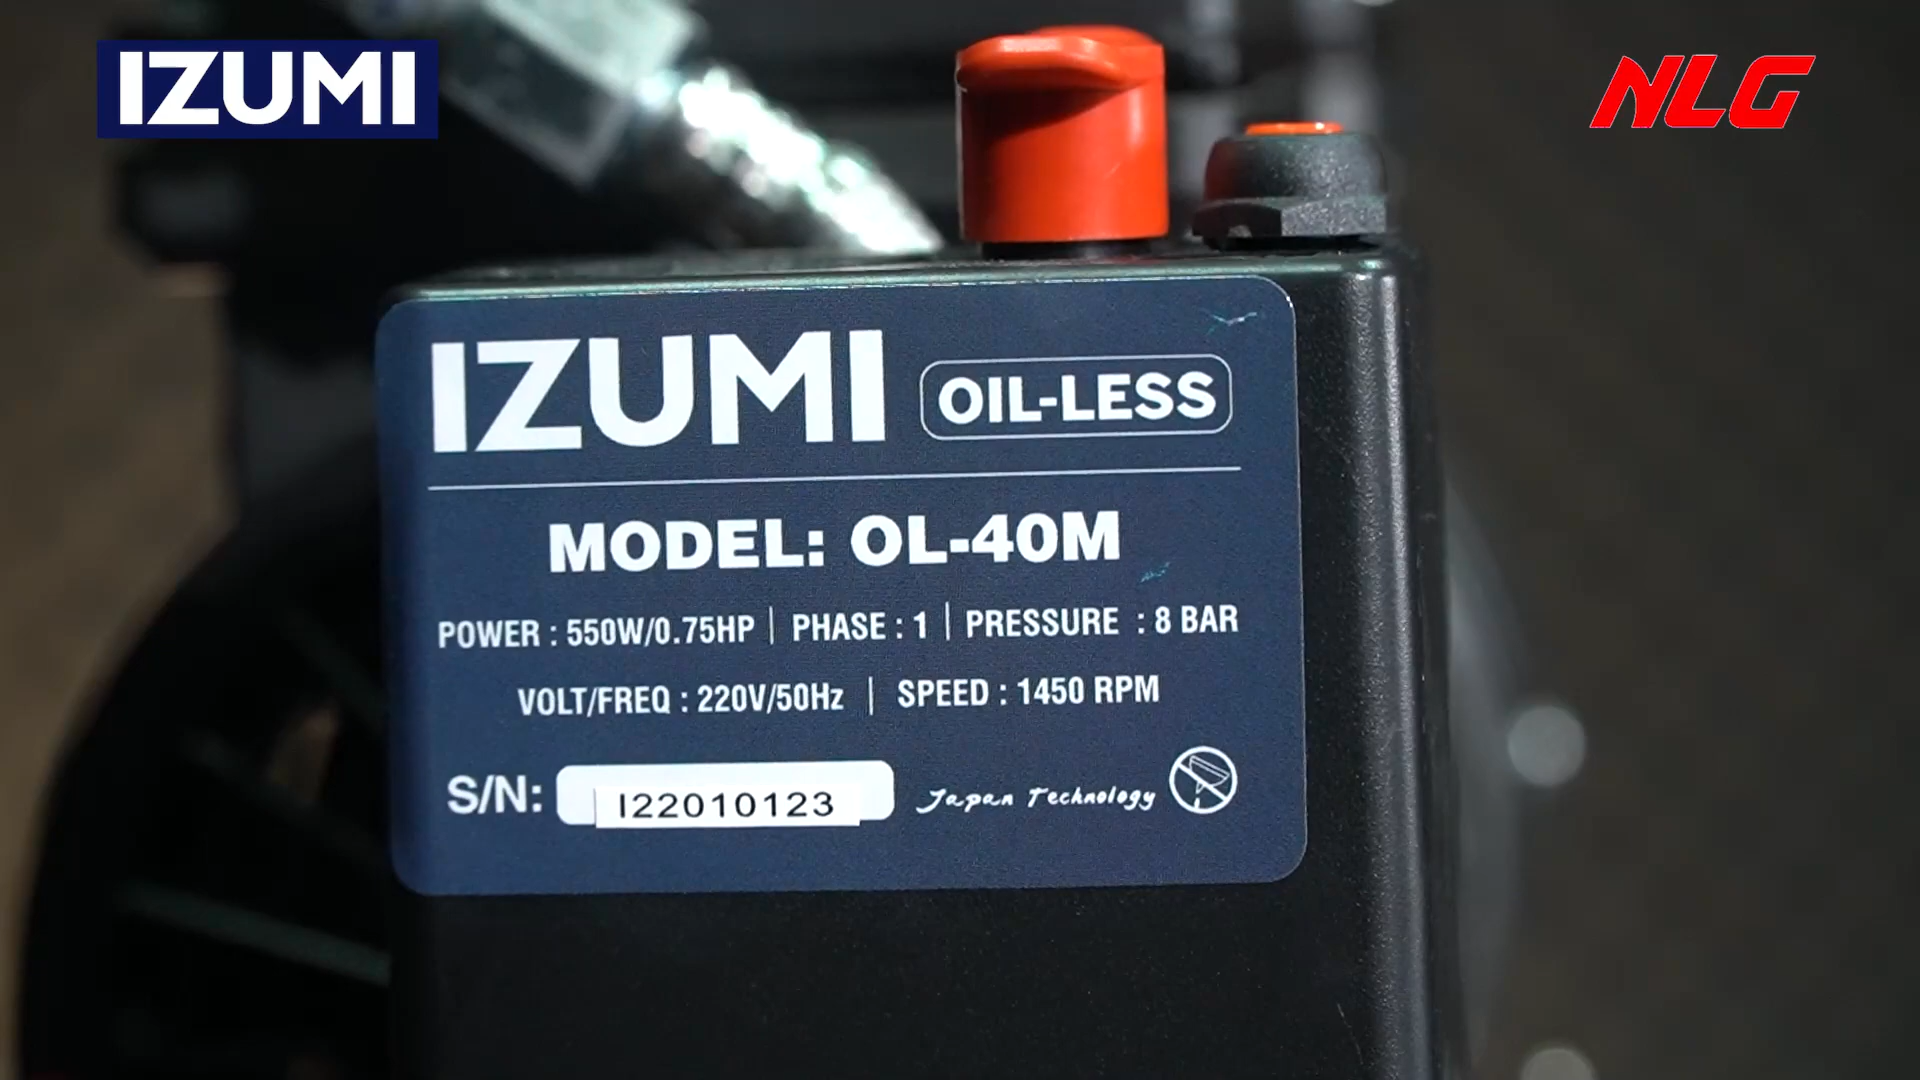 IZUMI
NLG
IZUMI OIL-LESS
MODEL: OL-40M
POWER : 550W/0.75HP | PHASE : 1 | PRESSURE : 8 BAR
VOLT/FREQ : 220V/50Hz | SPEED : 1450 RPM
S/N: I22010123 Japan Technology